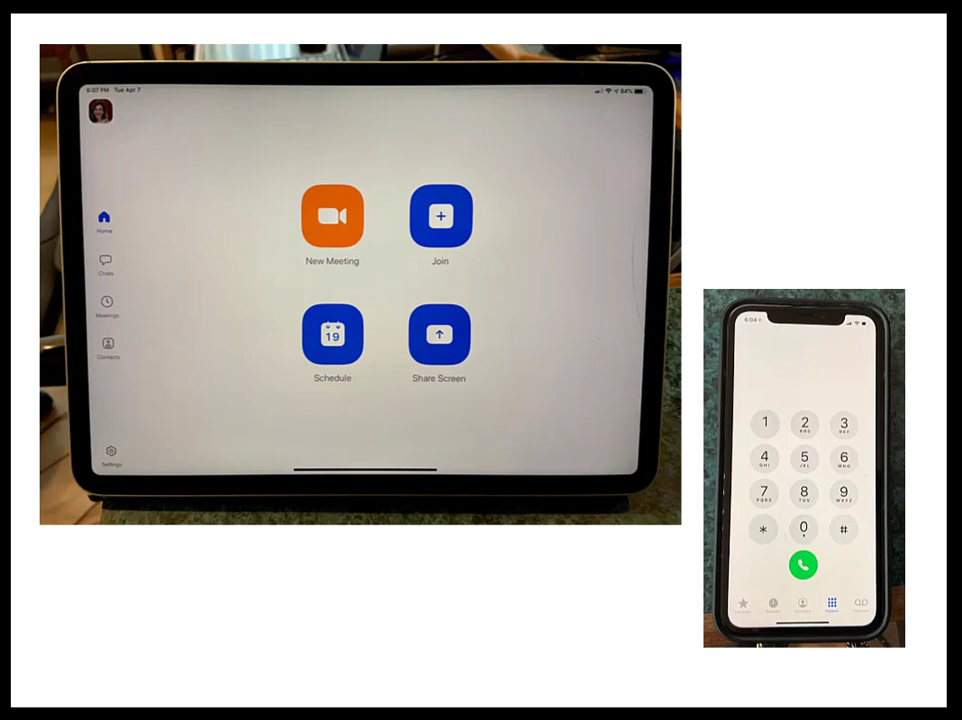 6:07 PM Tue Apr 7
84%
Home
Chats
Meetings
Contacts
Settings
New Meeting
Join
19
Schedule
Share Screen
1
2
ABC
3
DEF
4
GHI
5
JKL
6
MNO
7
PQRS
8
TUV
9
WXYZ
*
0
+
#